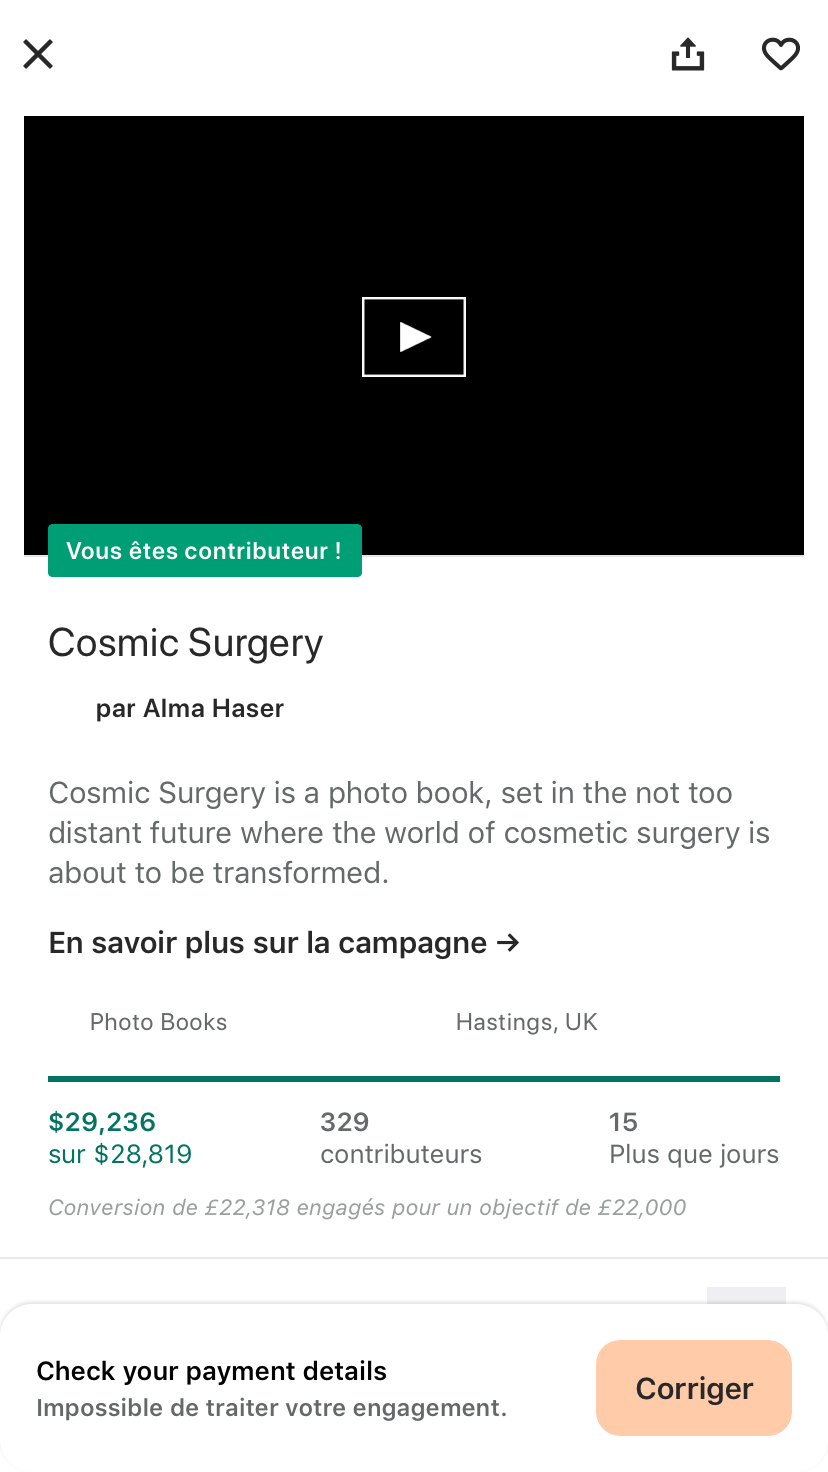 Vous êtes contributeur !
Cosmic Surgery
par Alma Haser
Cosmic Surgery is a photo book, set in the not too
distant future where the world of cosmetic surgery is
about to be transformed.
En savoir plus sur la campagne →
Photo Books
Hastings, UK
$29,236
sur $28,819
329
contributeurs
15
Plus que jours
Conversion de £22,318 engagés pour un objectif de £22,000
Check your payment details
Impossible de traiter votre engagement.
Corriger